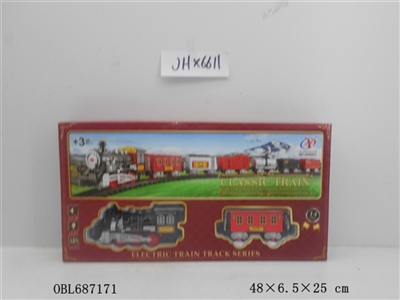 JHX6611
+3
CLASSIC TRAIN
ELECTRIC TRAIN TRACK SERIES
OBL687171
48×6.5×25 cm